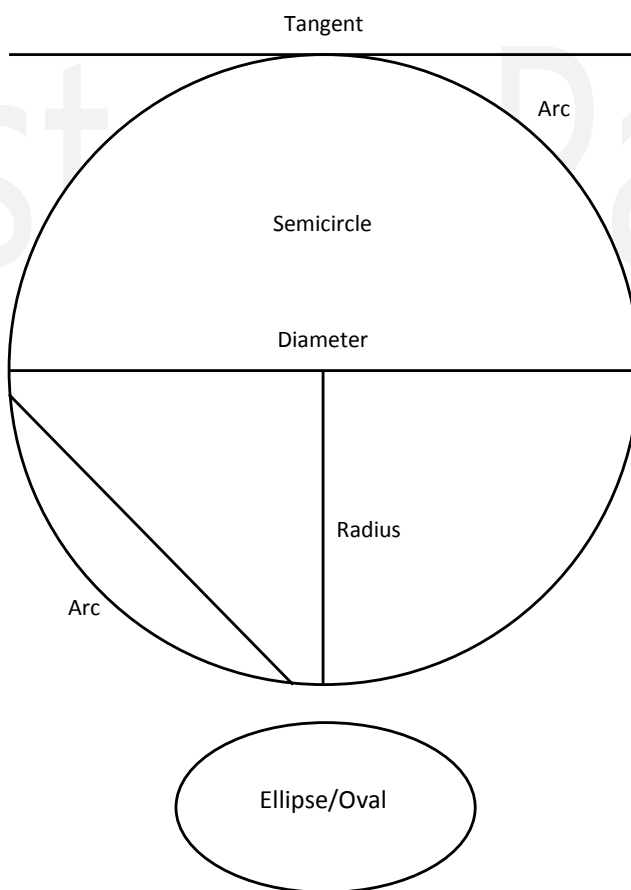 Tangent
Arc
Semicircle
Diameter
Radius
Arc
Ellipse/Oval